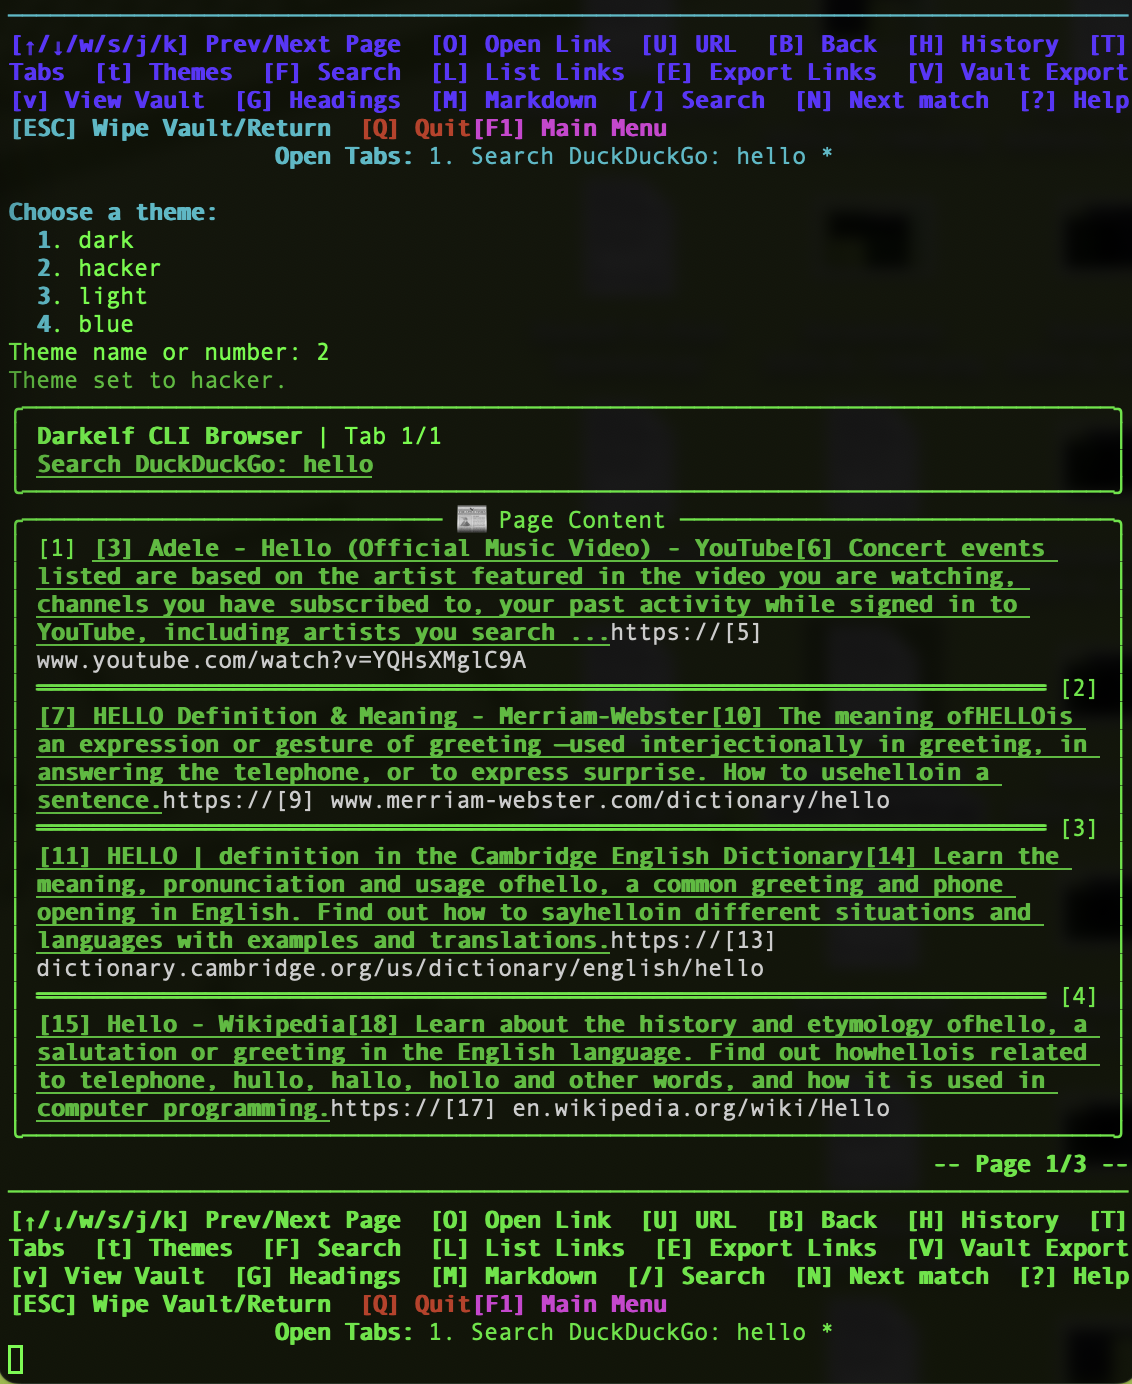 [↑/↓/w/s/j/k] Prev/Next Page  [O] Open Link  [U] URL  [B] Back  [H] History  [T]
Tabs  [t] Themes  [F] Search  [L] List Links  [E] Export Links  [V] Vault Export
[v] View Vault  [G] Headings  [M] Markdown  [/] Search  [N] Next match  [?] Help
[ESC] Wipe Vault/Return  [Q] Quit[F1] Main Menu
Open Tabs: 1. Search DuckDuckGo: hello *
Choose a theme:
1. dark
2. hacker
3. light
4. blue
Theme name or number: 2
Theme set to hacker.
Darkelf CLI Browser | Tab 1/1
Search DuckDuckGo: hello
📰 Page Content
[1] [3] Adele - Hello (Official Music Video) - YouTube[6] Concert events
listed are based on the artist featured in the video you are watching,
channels you have subscribed to, your past activity while signed in to
YouTube, including artists you search ...https://[5]
www.youtube.com/watch?v=YQHsXMglC9A
[2]
[7] HELLO Definition & Meaning - Merriam-Webster[10] The meaning ofHELLOis
an expression or gesture of greeting —used interjectionally in greeting, in
answering the telephone, or to express surprise. How to usehelloin a
sentence.https://[9] www.merriam-webster.com/dictionary/hello
[3]
[11] HELLO | definition in the Cambridge English Dictionary[14] Learn the
meaning, pronunciation and usage ofhello, a common greeting and phone
opening in English. Find out how to sayhelloin different situations and
languages with examples and translations.https://[13]
dictionary.cambridge.org/us/dictionary/english/hello
[4]
[15] Hello - Wikipedia[18] Learn about the history and etymology ofhello, a
salutation or greeting in the English language. Find out howhellois related
to telephone, hullo, hallo, hollo and other words, and how it is used in
computer programming.https://[17] en.wikipedia.org/wiki/Hello
-- Page 1/3 --
[↑/↓/w/s/j/k] Prev/Next Page  [O] Open Link  [U] URL  [B] Back  [H] History  [T]
Tabs  [t] Themes  [F] Search  [L] List Links  [E] Export Links  [V] Vault Export
[v] View Vault  [G] Headings  [M] Markdown  [/] Search  [N] Next match  [?] Help
[ESC] Wipe Vault/Return  [Q] Quit[F1] Main Menu
Open Tabs: 1. Search DuckDuckGo: hello *